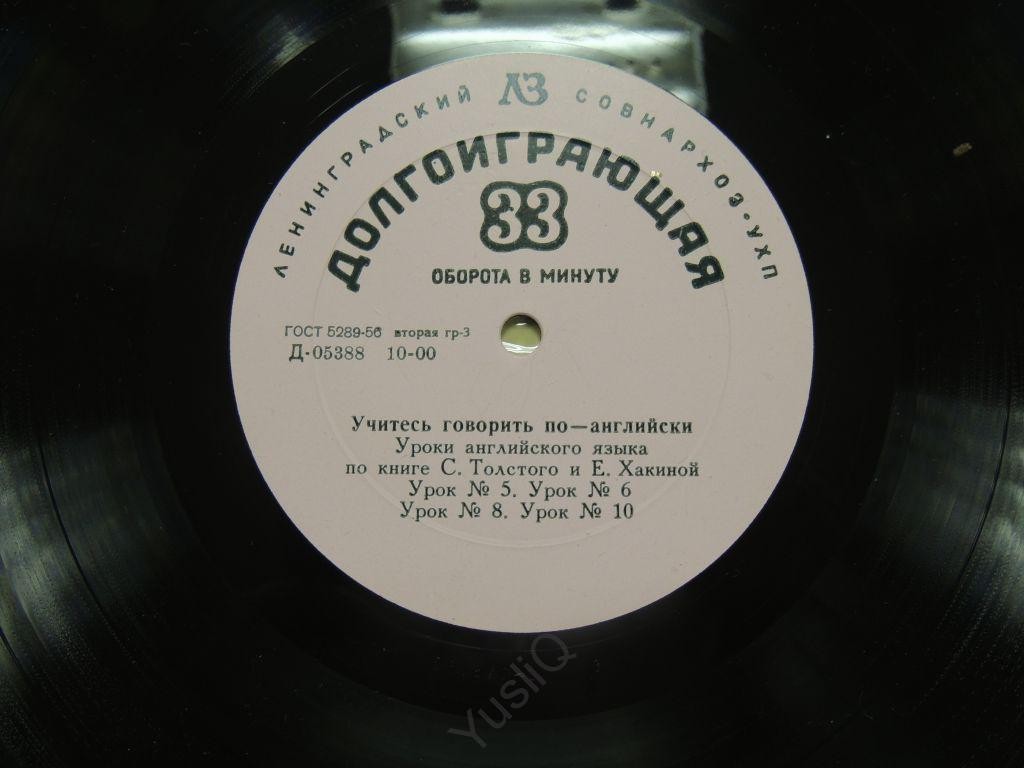 ЛЕНИНГРАДСКИЙ ЛЗ СОВНАРХОЗ • УХП
ДОЛГОИГРАЮЩАЯ
33
ОБОРОТА В МИНУТУ
ГОСТ 5289-56 вторая гр-3
Д-05388 10-00
Учитесь говорить по—английски
Уроки английского языка
по книге С. Толстого и Е. Хакиной
Урок № 5. Урок № 6
Урок № 8. Урок № 10
YusliQ